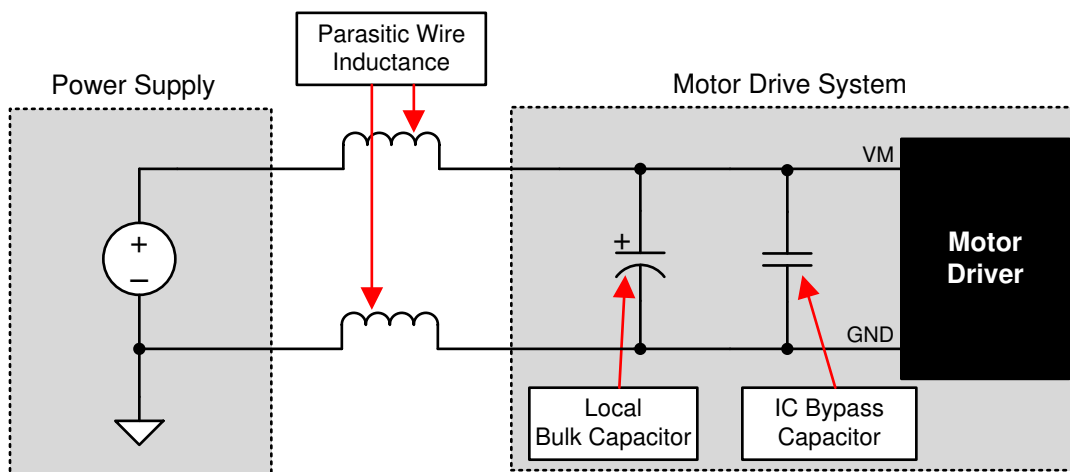 Parasitic Wire
Inductance
Power Supply
Motor Drive System
VM
+
–
+
Motor
Driver
GND
Local
Bulk Capacitor
IC Bypass
Capacitor